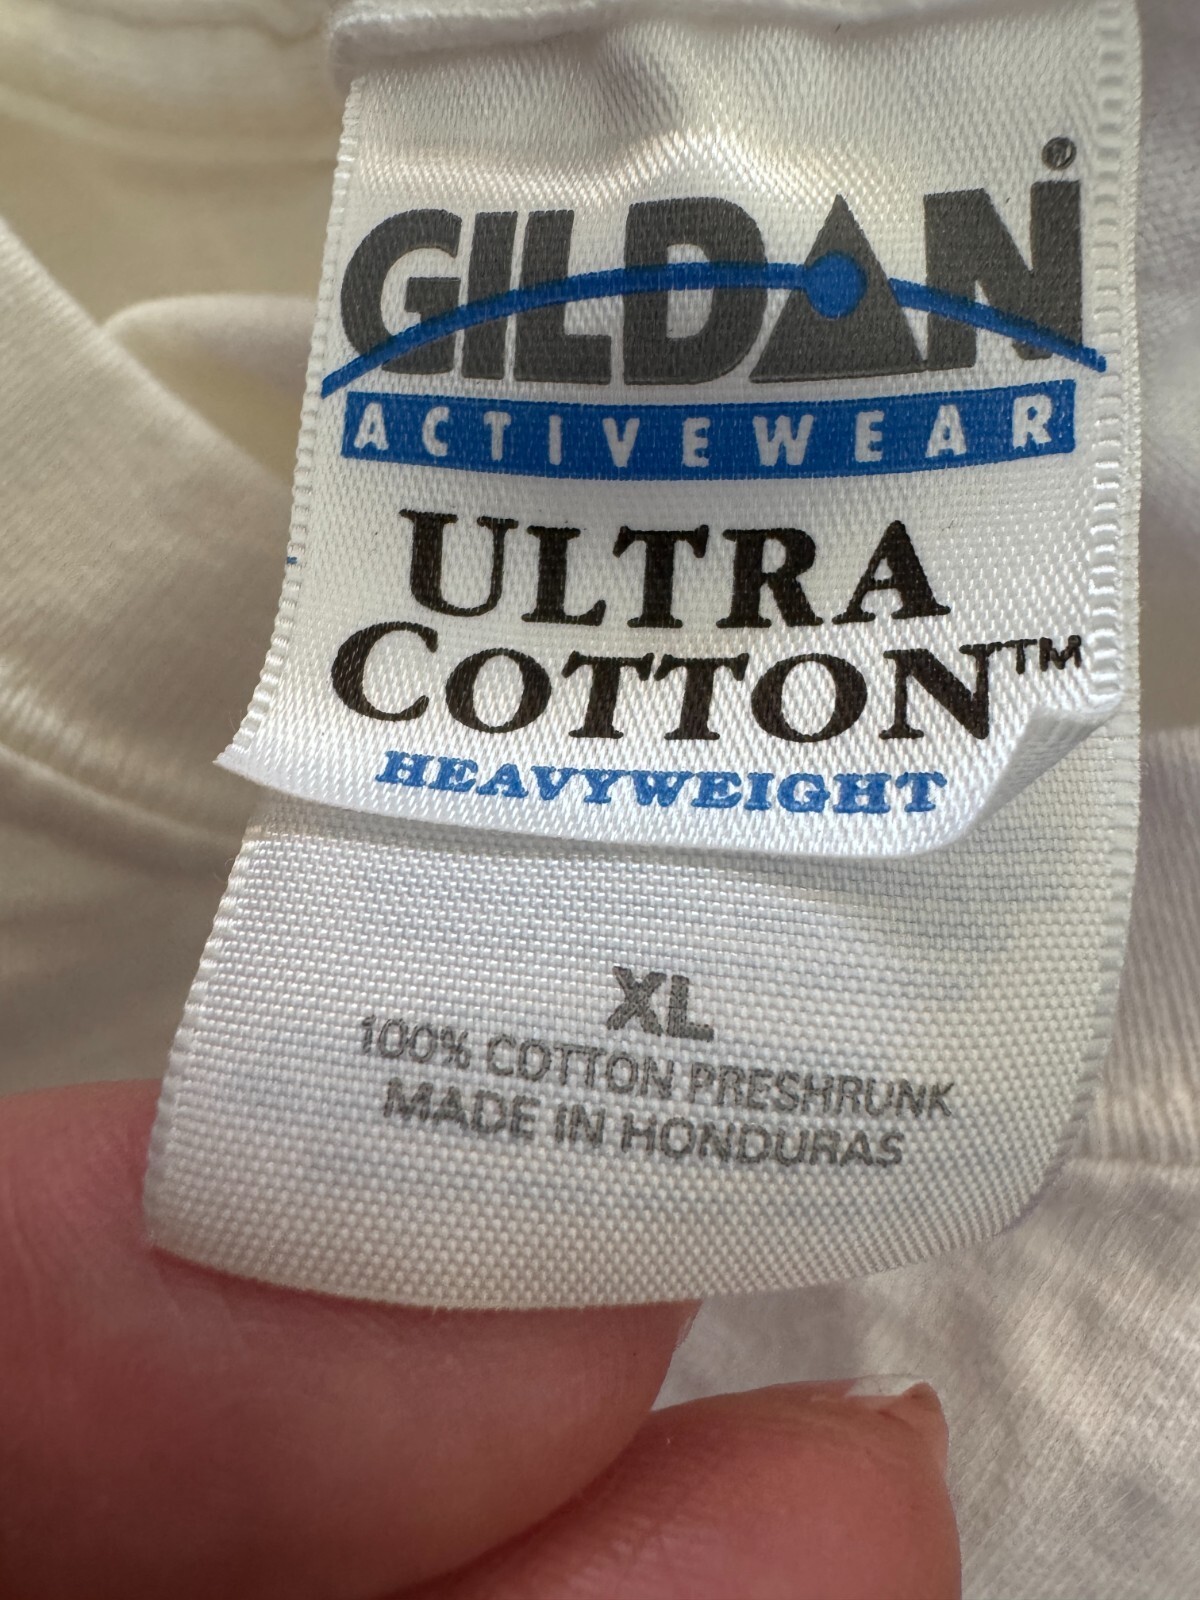 GILDAN®
ACTIVEWEAR
ULTRA
COTTON™
HEAVYWEIGHT
XL
100% COTTON PRESHRUNK
MADE IN HONDURAS